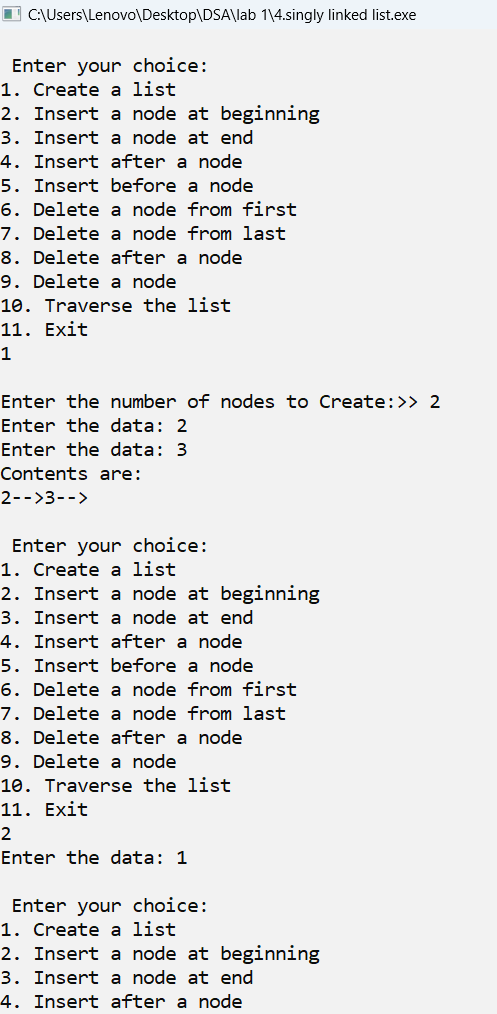 C:\Users\Lenovo\Desktop\DSA\lab 1\4.singly linked list.exe
Enter your choice:
1. Create a list
2. Insert a node at beginning
3. Insert a node at end
4. Insert after a node
5. Insert before a node
6. Delete a node from first
7. Delete a node from last
8. Delete after a node
9. Delete a node
10. Traverse the list
11. Exit
1
Enter the number of nodes to Create:>> 2
Enter the data: 2
Enter the data: 3
Contents are:
2-->3-->
Enter your choice:
1. Create a list
2. Insert a node at beginning
3. Insert a node at end
4. Insert after a node
5. Insert before a node
6. Delete a node from first
7. Delete a node from last
8. Delete after a node
9. Delete a node
10. Traverse the list
11. Exit
2
Enter the data: 1
Enter your choice:
1. Create a list
2. Insert a node at beginning
3. Insert a node at end
4. Insert after a node